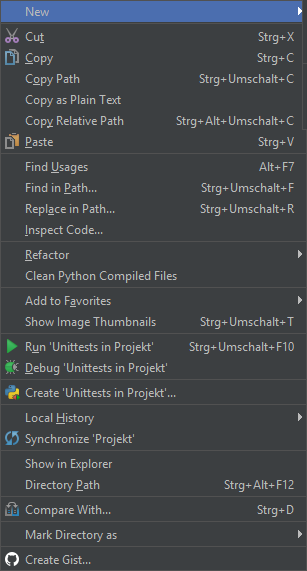 New
Cut Strg+X
Copy Strg+C
Copy Path Strg+Umschalt+C
Copy as Plain Text
Copy Relative Path Strg+Alt+Umschalt+C
Paste Strg+V
Find Usages Alt+F7
Find in Path... Strg+Umschalt+F
Replace in Path... Strg+Umschalt+R
Inspect Code...
Refactor
Clean Python Compiled Files
Add to Favorites
Show Image Thumbnails Strg+Umschalt+T
Run 'Unittests in Projekt' Strg+Umschalt+F10
Debug 'Unittests in Projekt'
Create 'Unittests in Projekt'...
Local History
Synchronize 'Projekt'
Show in Explorer
Directory Path Strg+Alt+F12
Compare With... Strg+D
Mark Directory as
Create Gist...